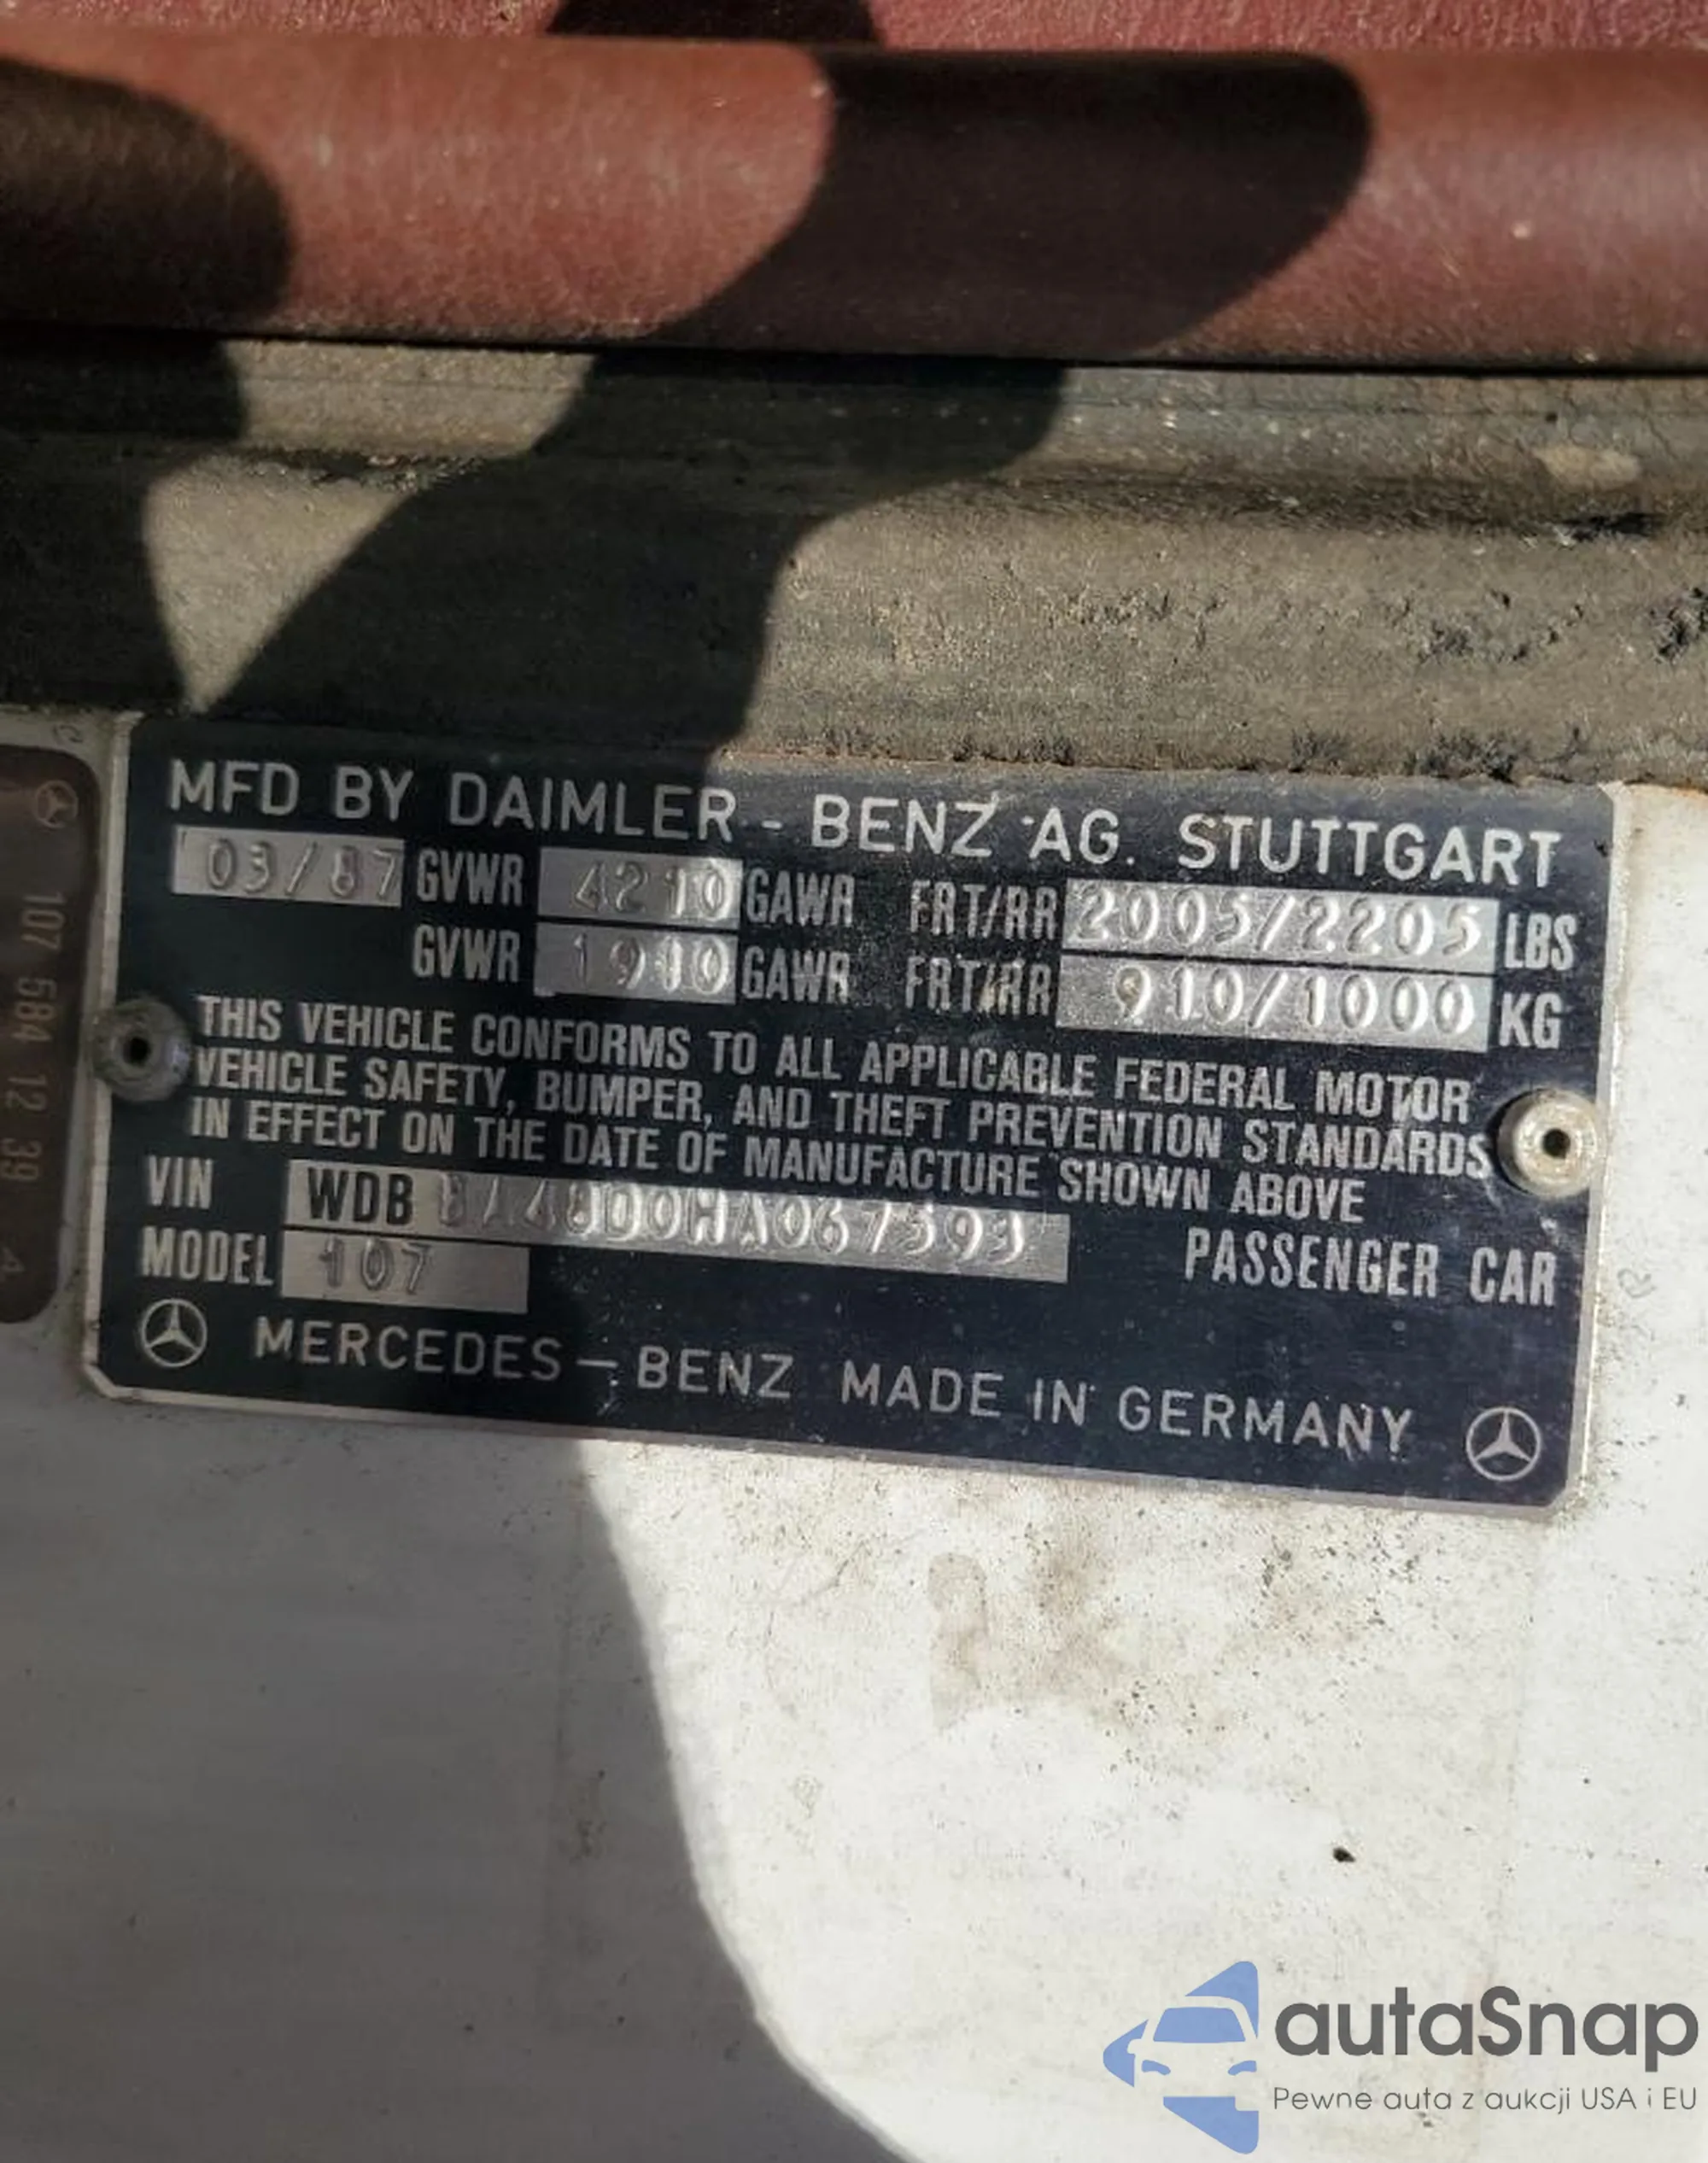 MFD BY DAIMLER - BENZ AG. STUTTGART
03/87 GVWR 4210 GAWR FRT/RR 2005/2205 LBS
GVWR 1910 GAWR FRT/RR 910/1000 KG
THIS VEHICLE CONFORMS TO ALL APPLICABLE FEDERAL MOTOR
VEHICLE SAFETY, BUMPER, AND THEFT PREVENTION STANDARDS
IN EFFECT ON THE DATE OF MANUFACTURE SHOWN ABOVE
VIN WDB BA48D0HA067593
MODEL 107 PASSENGER CAR
MERCEDES - BENZ MADE IN GERMANY
107 584 12 39 4
autaSnap
Pewne auta z aukcji USA i EU